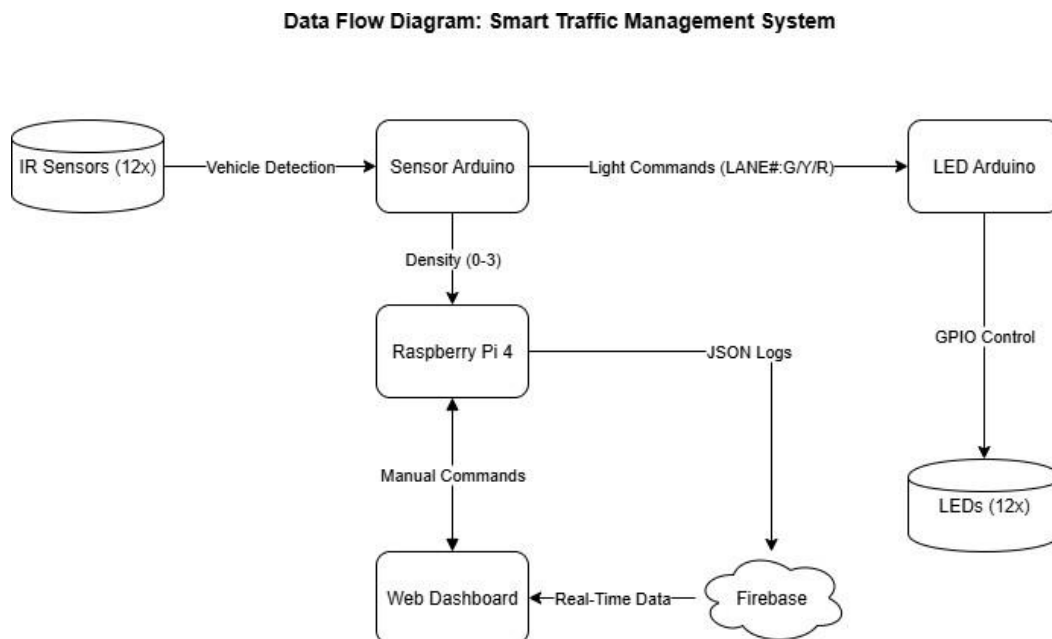 Data Flow Diagram: Smart Traffic Management System
IR Sensors (12x)
Vehicle Detection
Sensor Arduino
Light Commands (LANE#:G/Y/R)
LED Arduino
Density (0-3)
GPIO Control
Raspberry Pi 4
JSON Logs
Manual Commands
LEDs (12x)
Web Dashboard
Real-Time Data
Firebase